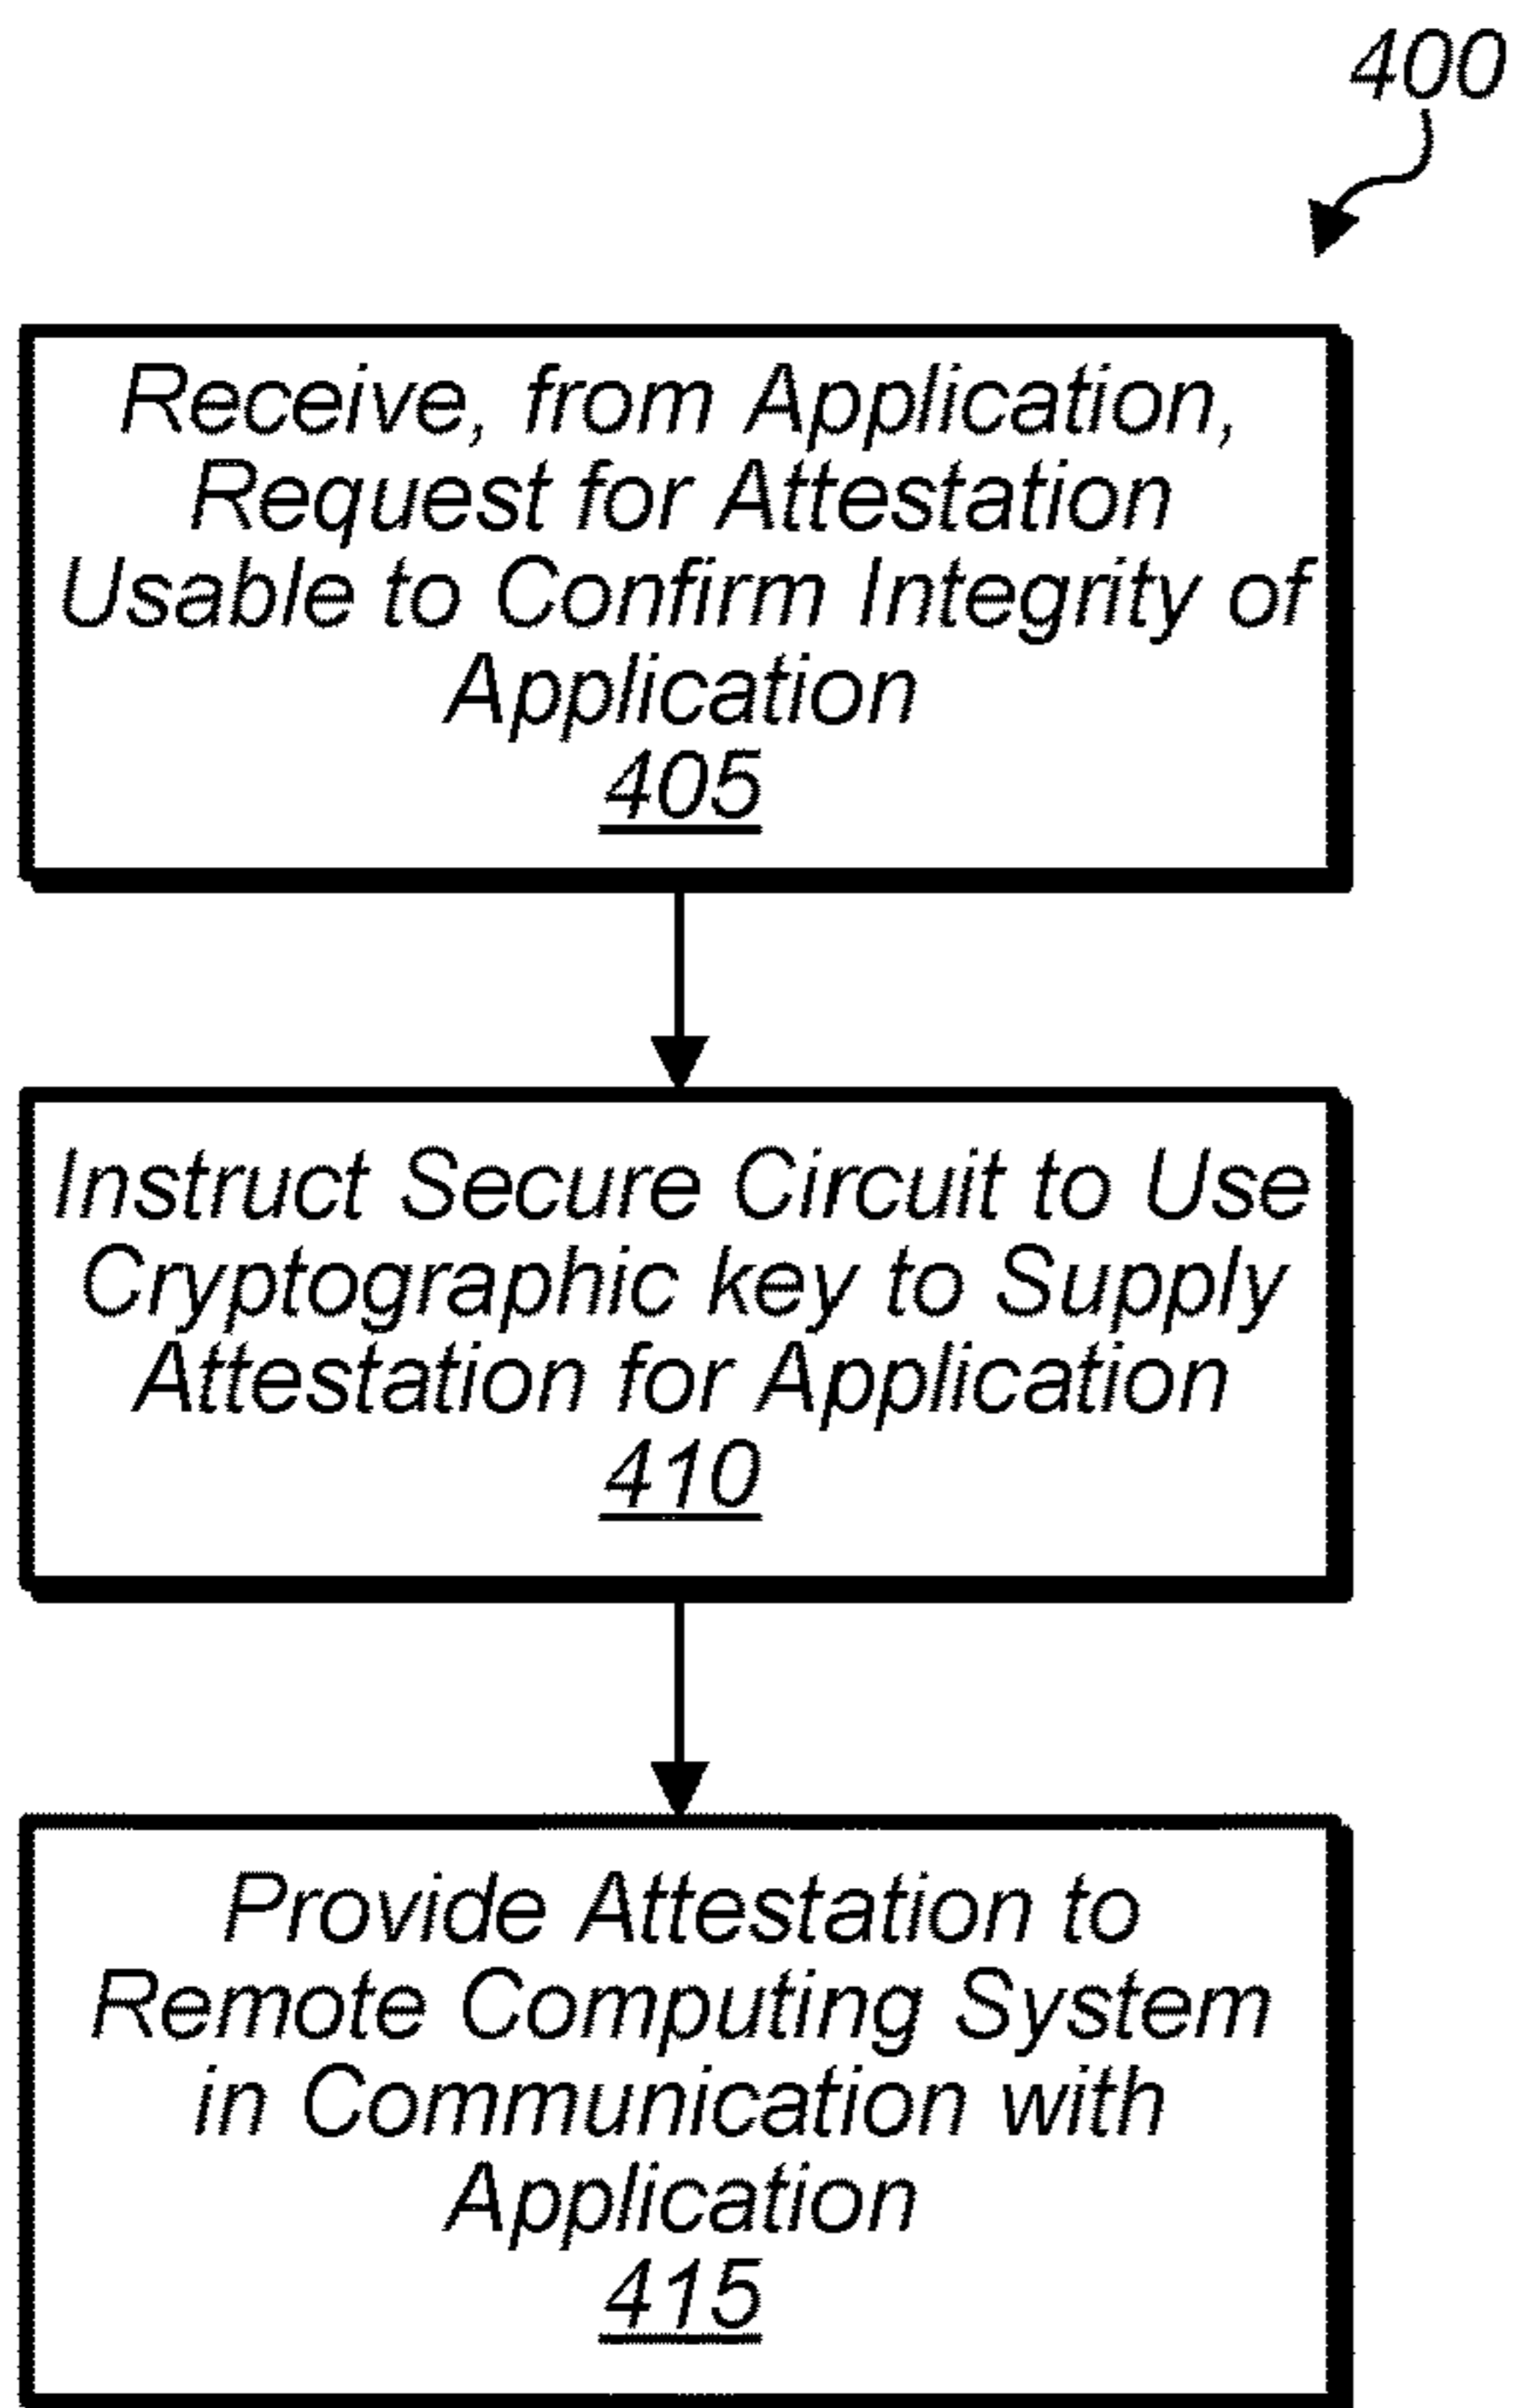 400
Receive, from Application,
Request for Attestation
Usable to Confirm Integrity of
Application
405
Instruct Secure Circuit to Use
Cryptographic key to Supply
Attestation for Application
410
Provide Attestation to
Remote Computing System
in Communication with
Application
415